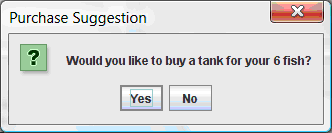 Purchase Suggestion
?
Would you like to buy a tank for your 6 fish?
Yes No